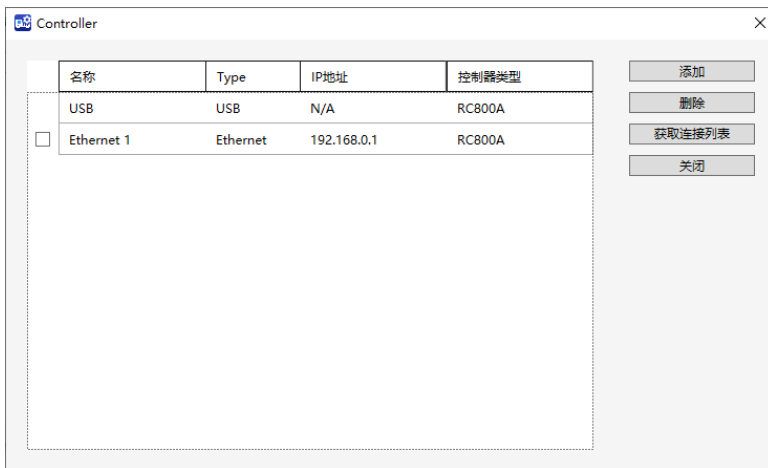 Controller
名称 Type IP地址 控制器类型
USB USB N/A RC800A
Ethernet 1 Ethernet 192.168.0.1 RC800A
添加
删除
获取连接列表
关闭